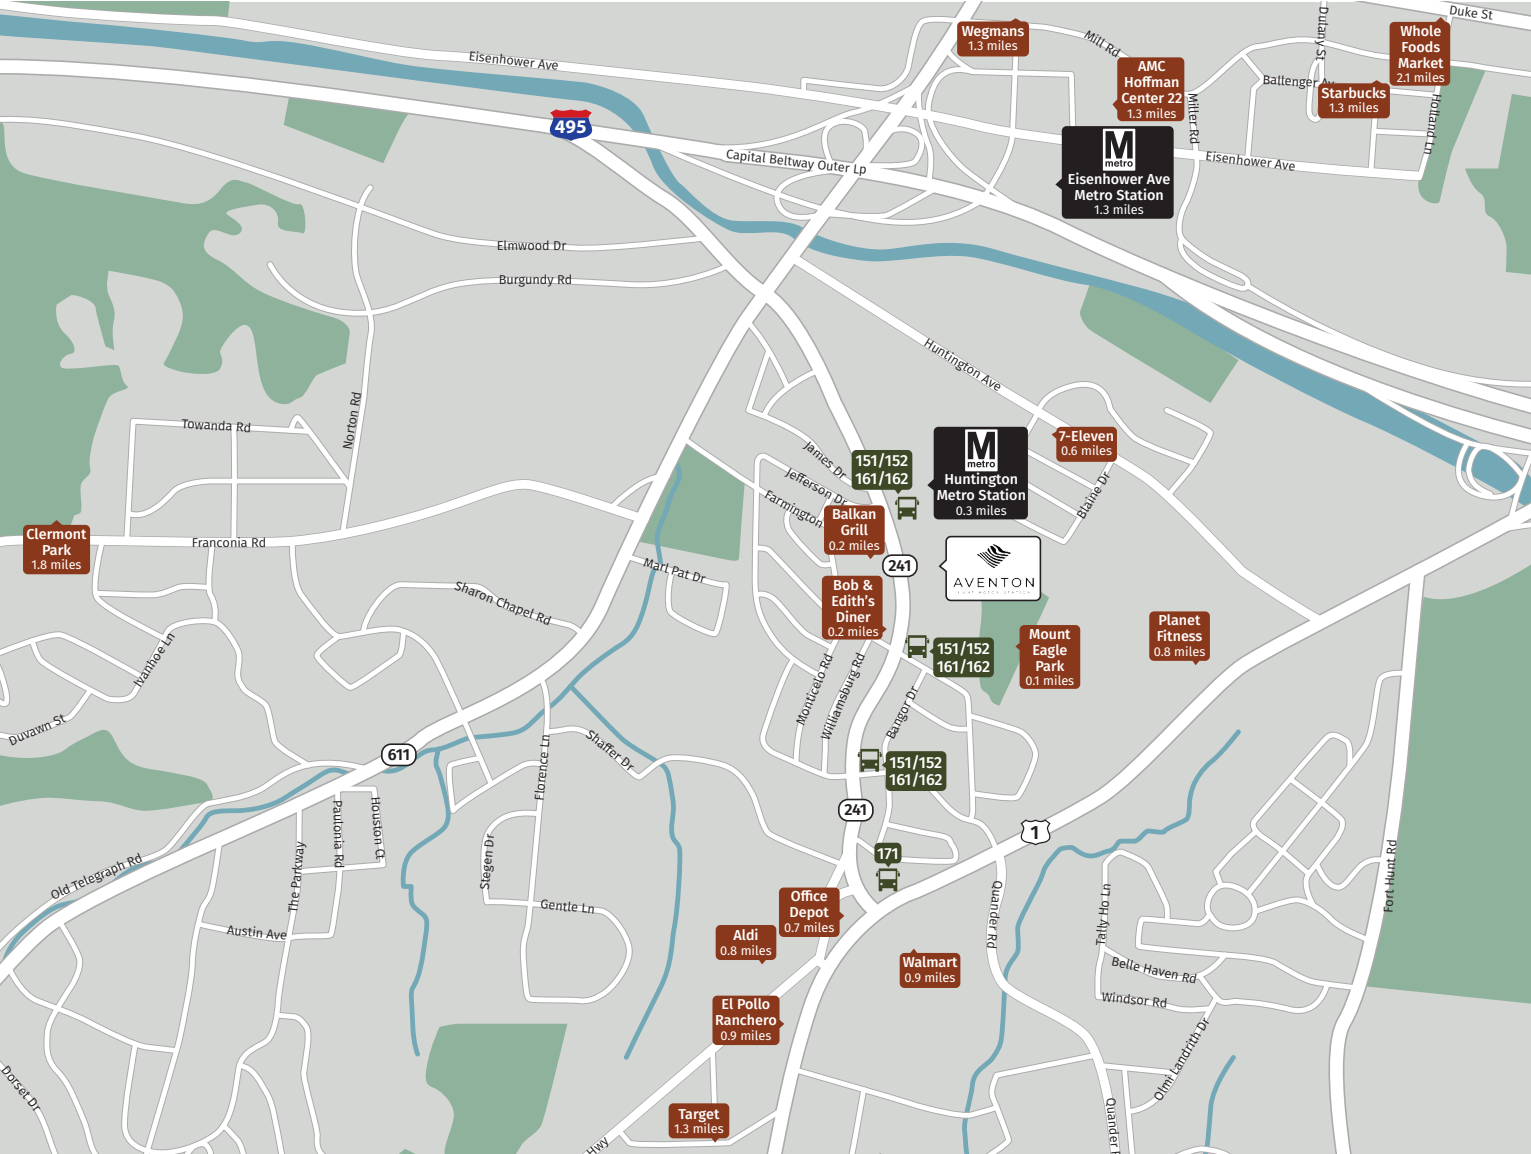 Duke St
Dulany St
Wegmans
1.3 miles
Mill Rd
Whole
Foods
Market
2.1 miles
Eisenhower Ave
AMC
Hoffman
Center 22
1.3 miles
Ballenger Av
Starbucks
1.3 miles
Miller Rd
Holland Ln
495
M
metro
Eisenhower Ave
Metro Station
1.3 miles
Capital Beltway Outer Lp
Eisenhower Ave
Elmwood Dr
Burgundy Rd
Huntington Ave
Norton Rd
Towanda Rd
James Dr
151/152
161/162
M
metro
Huntington
Metro Station
0.3 miles
7-Eleven
0.6 miles
Jefferson Dr
Farmington
Blaine Dr
Balkan
Grill
0.2 miles
Clermont
Park
1.8 miles
Franconia Rd
Marl Pat Dr
241
AVENTON
Sharon Chapel Rd
Bob &
Edith's
Diner
0.2 miles
151/152
161/162
Mount
Eagle
Park
0.1 miles
Planet
Fitness
0.8 miles
Ivanhoe Ln
Monticelo Rd
Williamsburg Rd
Bangor Dr
Duvawn St
611
Florence Ln
Shaffer Dr
151/152
161/162
241
1
Paulonia Rd
Houston Ct
171
Old Telegraph Rd
The Parkway
Stegen Dr
Fort Hunt Rd
Office
Depot
0.7 miles
Gentle Ln
Quander Rd
Tally Ho Ln
Austin Ave
Aldi
0.8 miles
Walmart
0.9 miles
Belle Haven Rd
Windsor Rd
El Pollo
Ranchero
0.9 miles
Olmi Landrith Dr
Dorset Dr
Target
1.3 miles
Hwy
Quander R